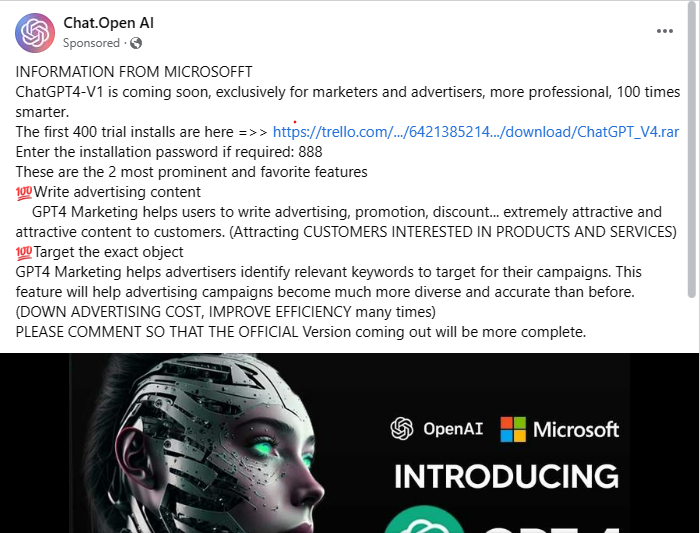 Chat.Open AI
Sponsored ·
INFORMATION FROM MICROSOFFT
ChatGPT4-V1 is coming soon, exclusively for marketers and advertisers, more professional, 100 times
smarter.
The first 400 trial installs are here =>> https://trello.com/.../6421385214.../download/ChatGPT_V4.rar
Enter the installation password if required: 888
These are the 2 most prominent and favorite features
💯Write advertising content
GPT4 Marketing helps users to write advertising, promotion, discount... extremely attractive and
attractive content to customers. (Attracting CUSTOMERS INTERESTED IN PRODUCTS AND SERVICES)
💯Target the exact object
GPT4 Marketing helps advertisers identify relevant keywords to target for their campaigns. This
feature will help advertising campaigns become much more diverse and accurate than before.
(DOWN ADVERTISING COST, IMPROVE EFFICIENCY many times)
PLEASE COMMENT SO THAT THE OFFICIAL Version coming out will be more complete.
OpenAI Microsoft
INTRODUCING
GPT-4